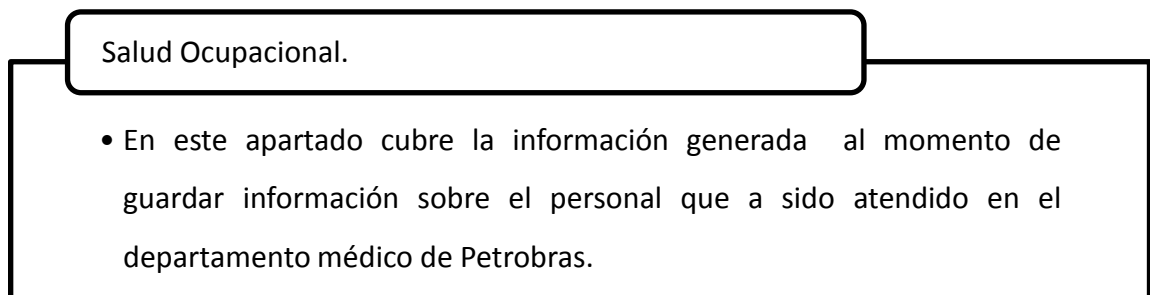 Salud Ocupacional.
• En este apartado cubre la información generada al momento de
guardar información sobre el personal que a sido atendido en el
departamento médico de Petrobras.